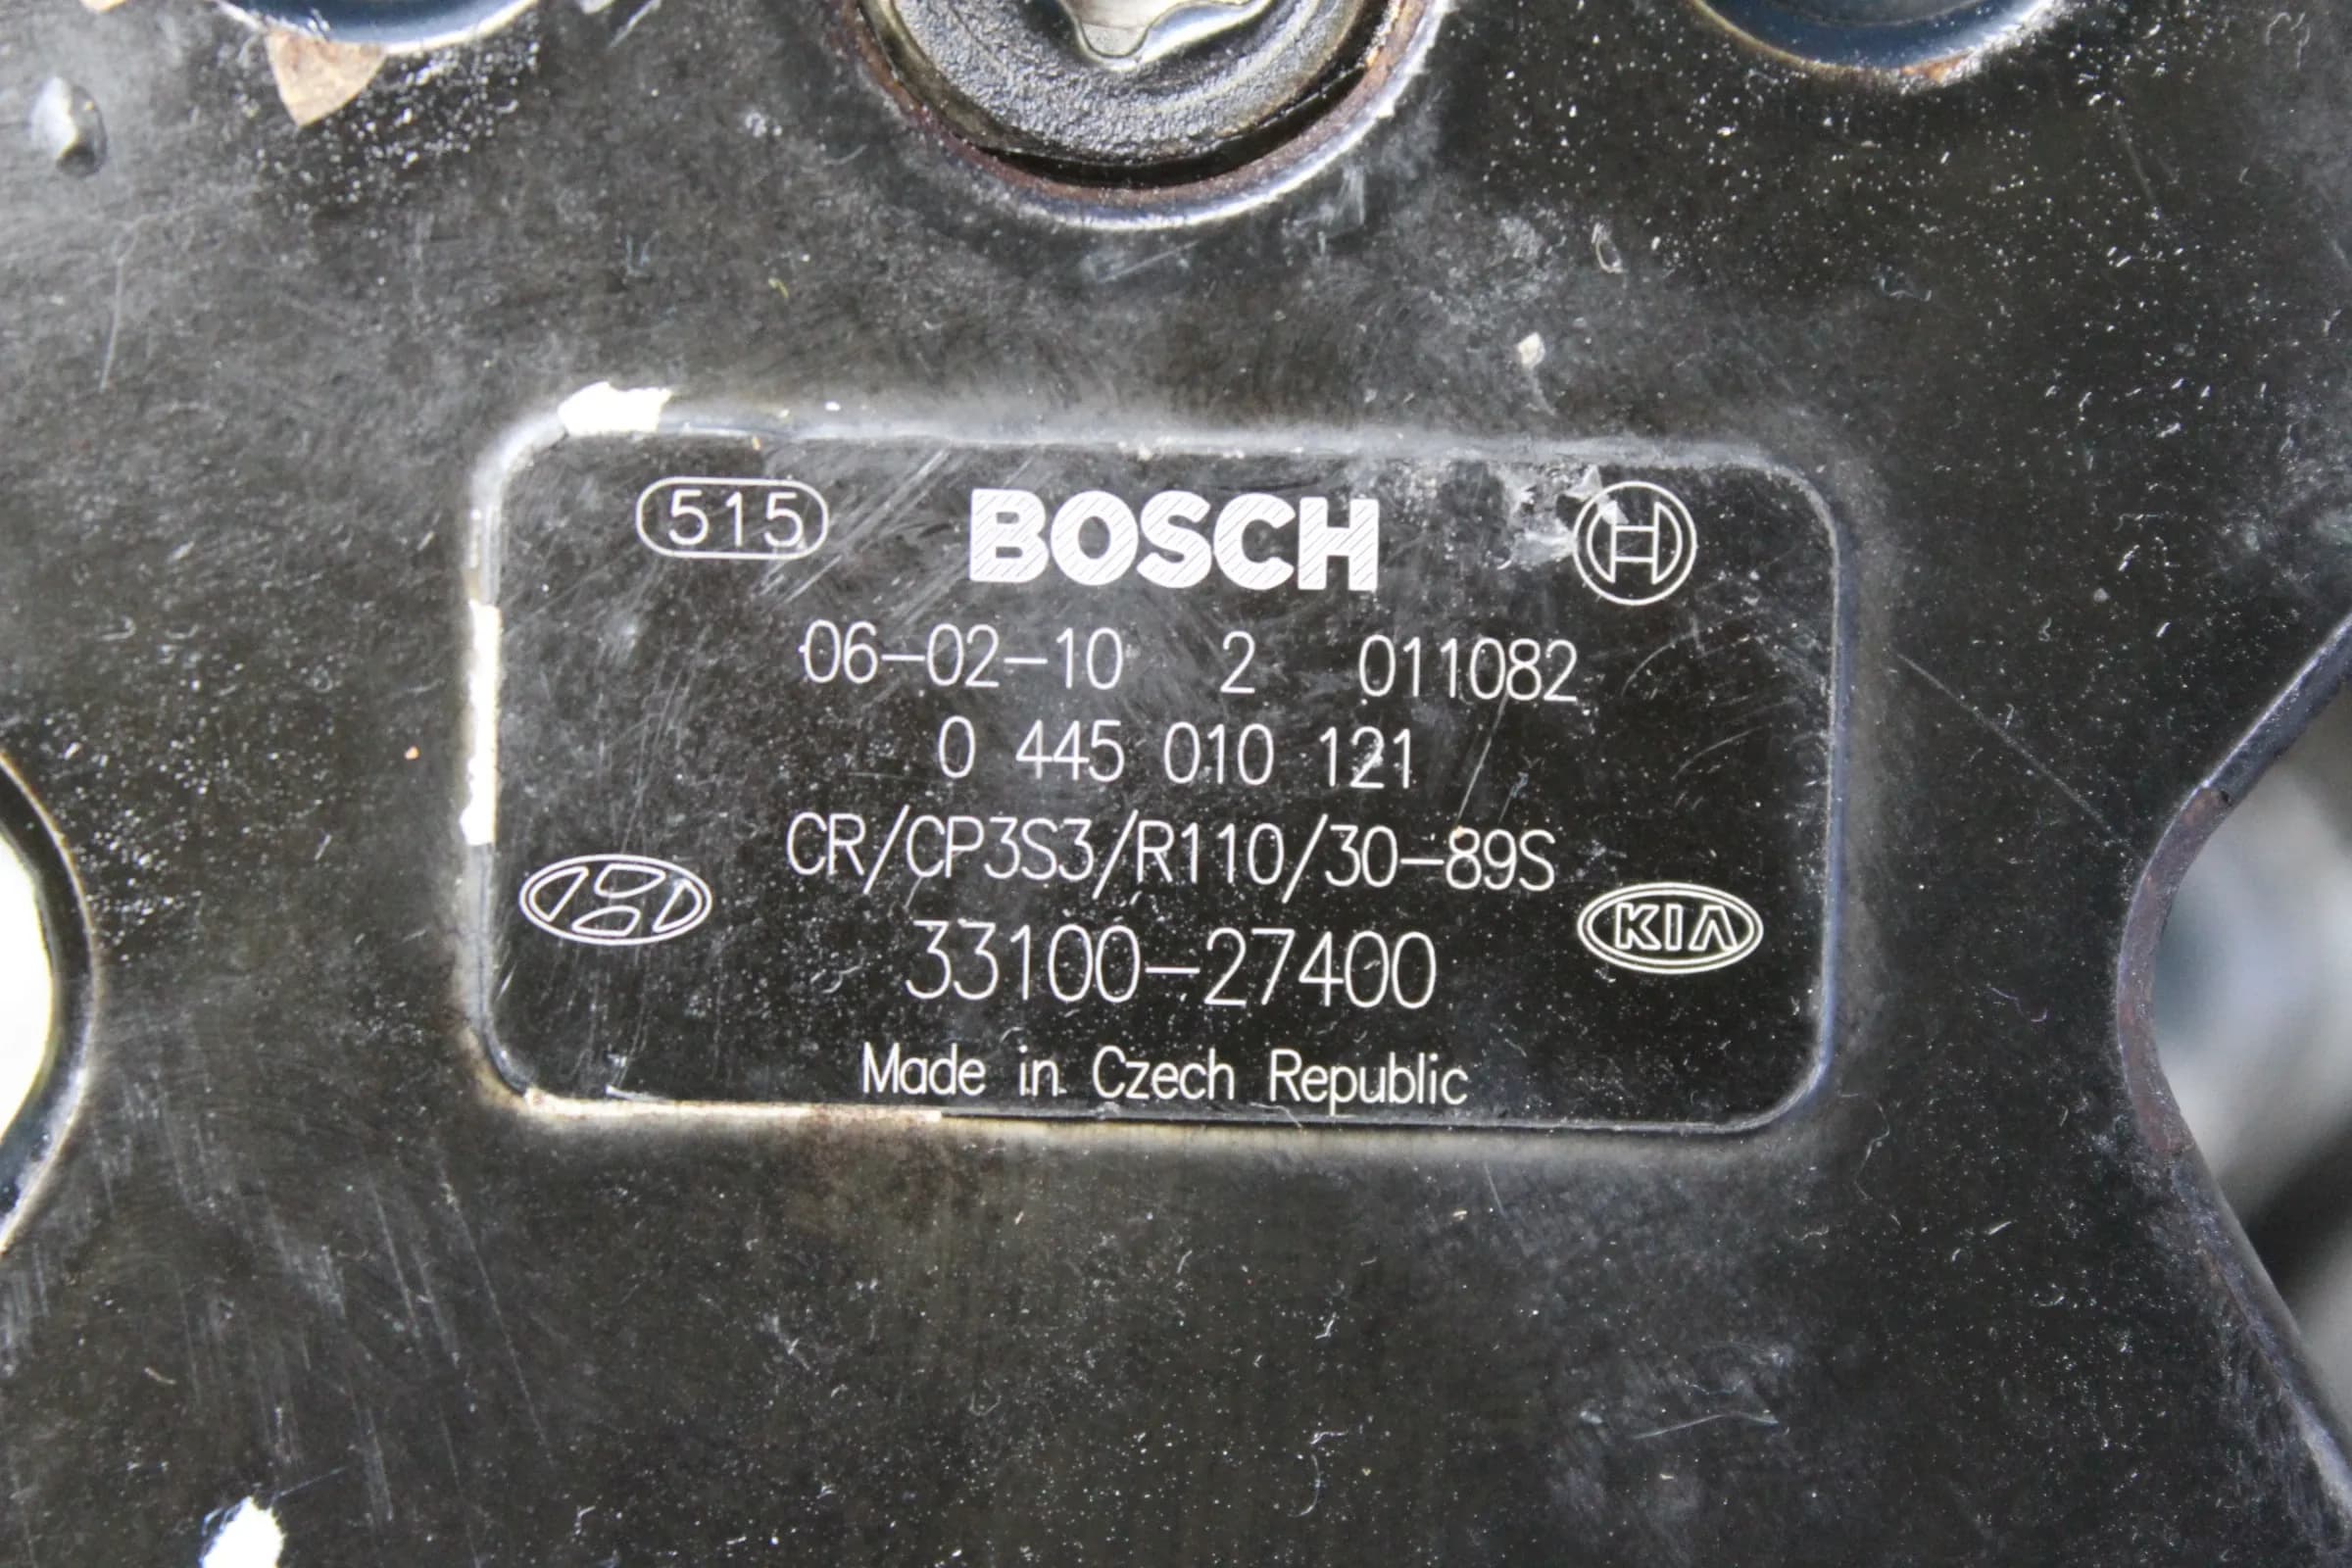 515 BOSCH
06-02-10 2 011082
0 445 010 121
CR/CP3S3/R110/30-89S
33100-27400
KIA
Made in Czech Republic